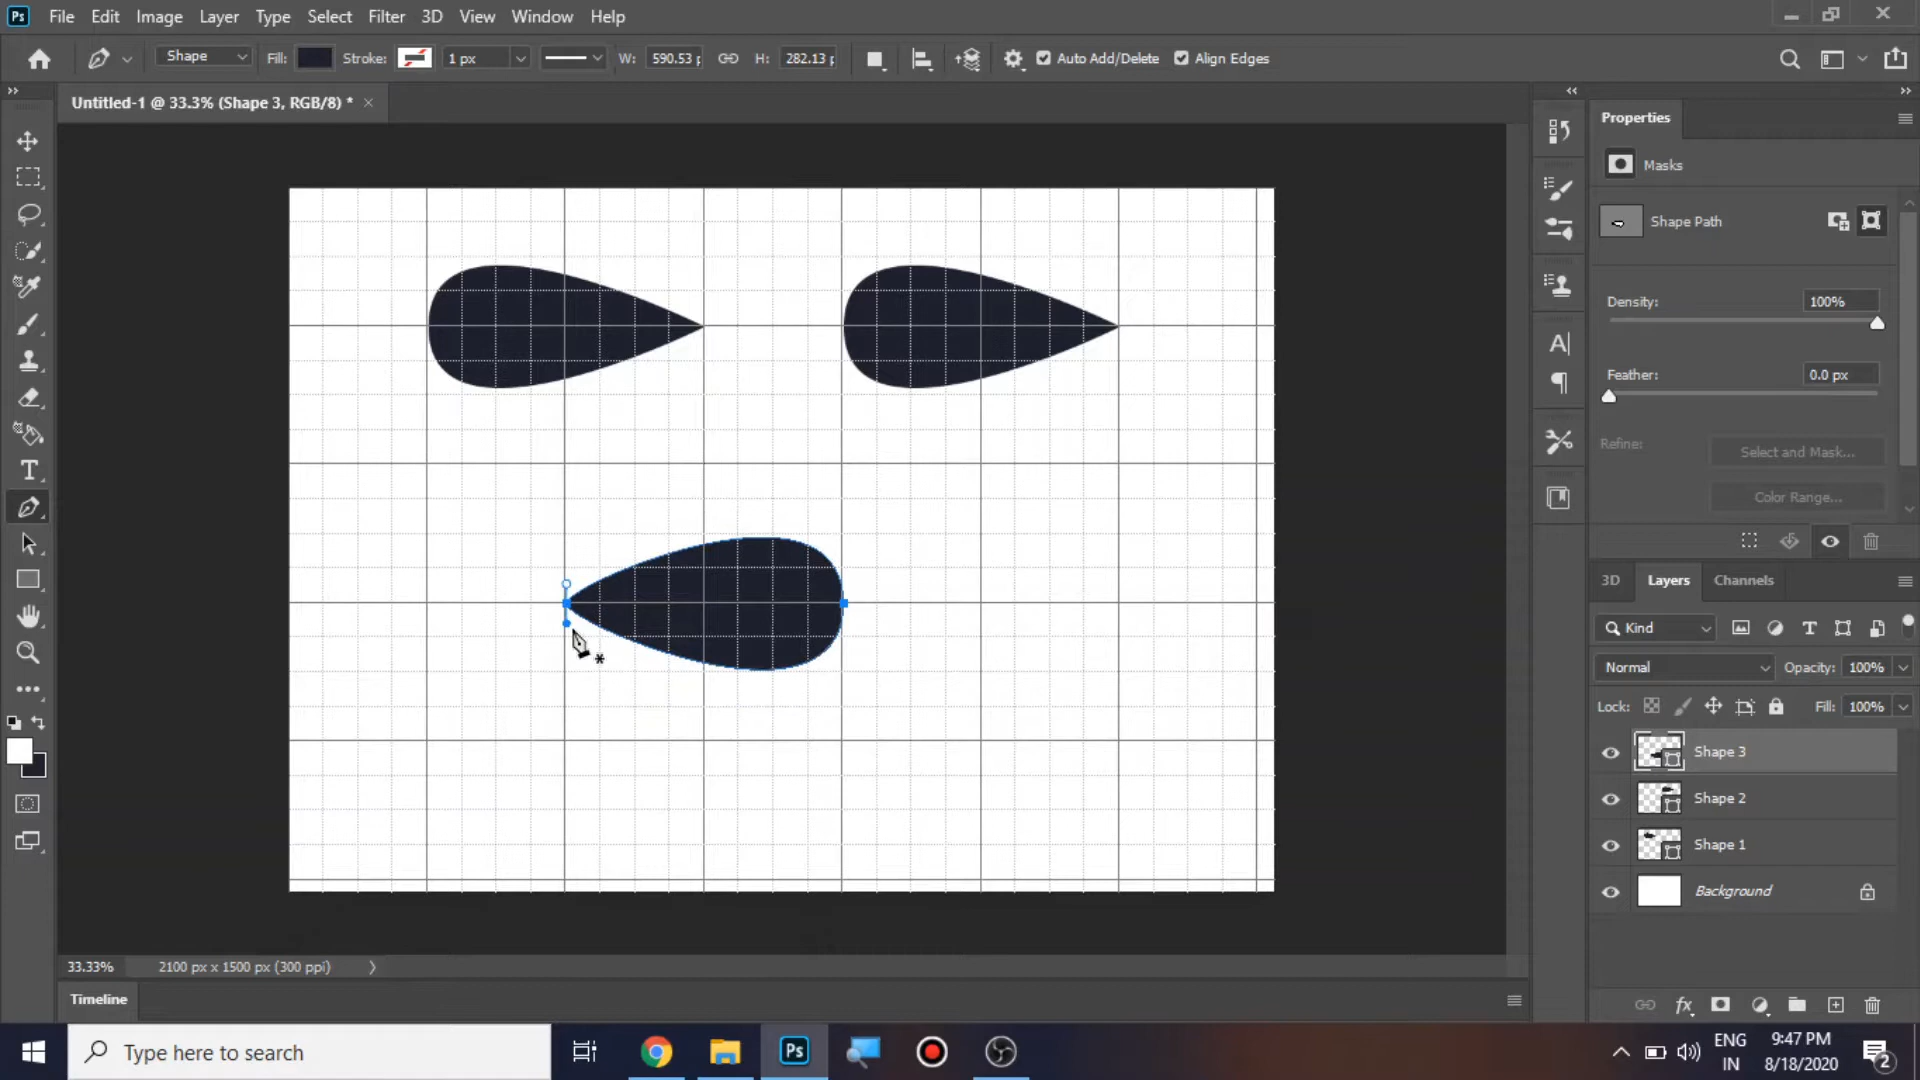 Ps File Edit Image Layer Type Select Filter 3D View Window Help
Shape Fill: Stroke: 1 px W: 590.53 p H: 282.13 p Auto Add/Delete Align Edges
Untitled-1 @ 33.3% (Shape 3, RGB/8) *
Properties
Masks
Shape Path
Density: 100%
Feather: 0.0 px
Refine: Select and Mask...
Color Range...
3D Layers Channels
Kind
Normal Opacity: 100%
Lock: Fill: 100%
Shape 3
Shape 2
Shape 1
Background
33.33% 2100 px x 1500 px (300 ppi)
Timeline
Type here to search
Ps
ENG 9:47 PM
IN 8/18/2020 2